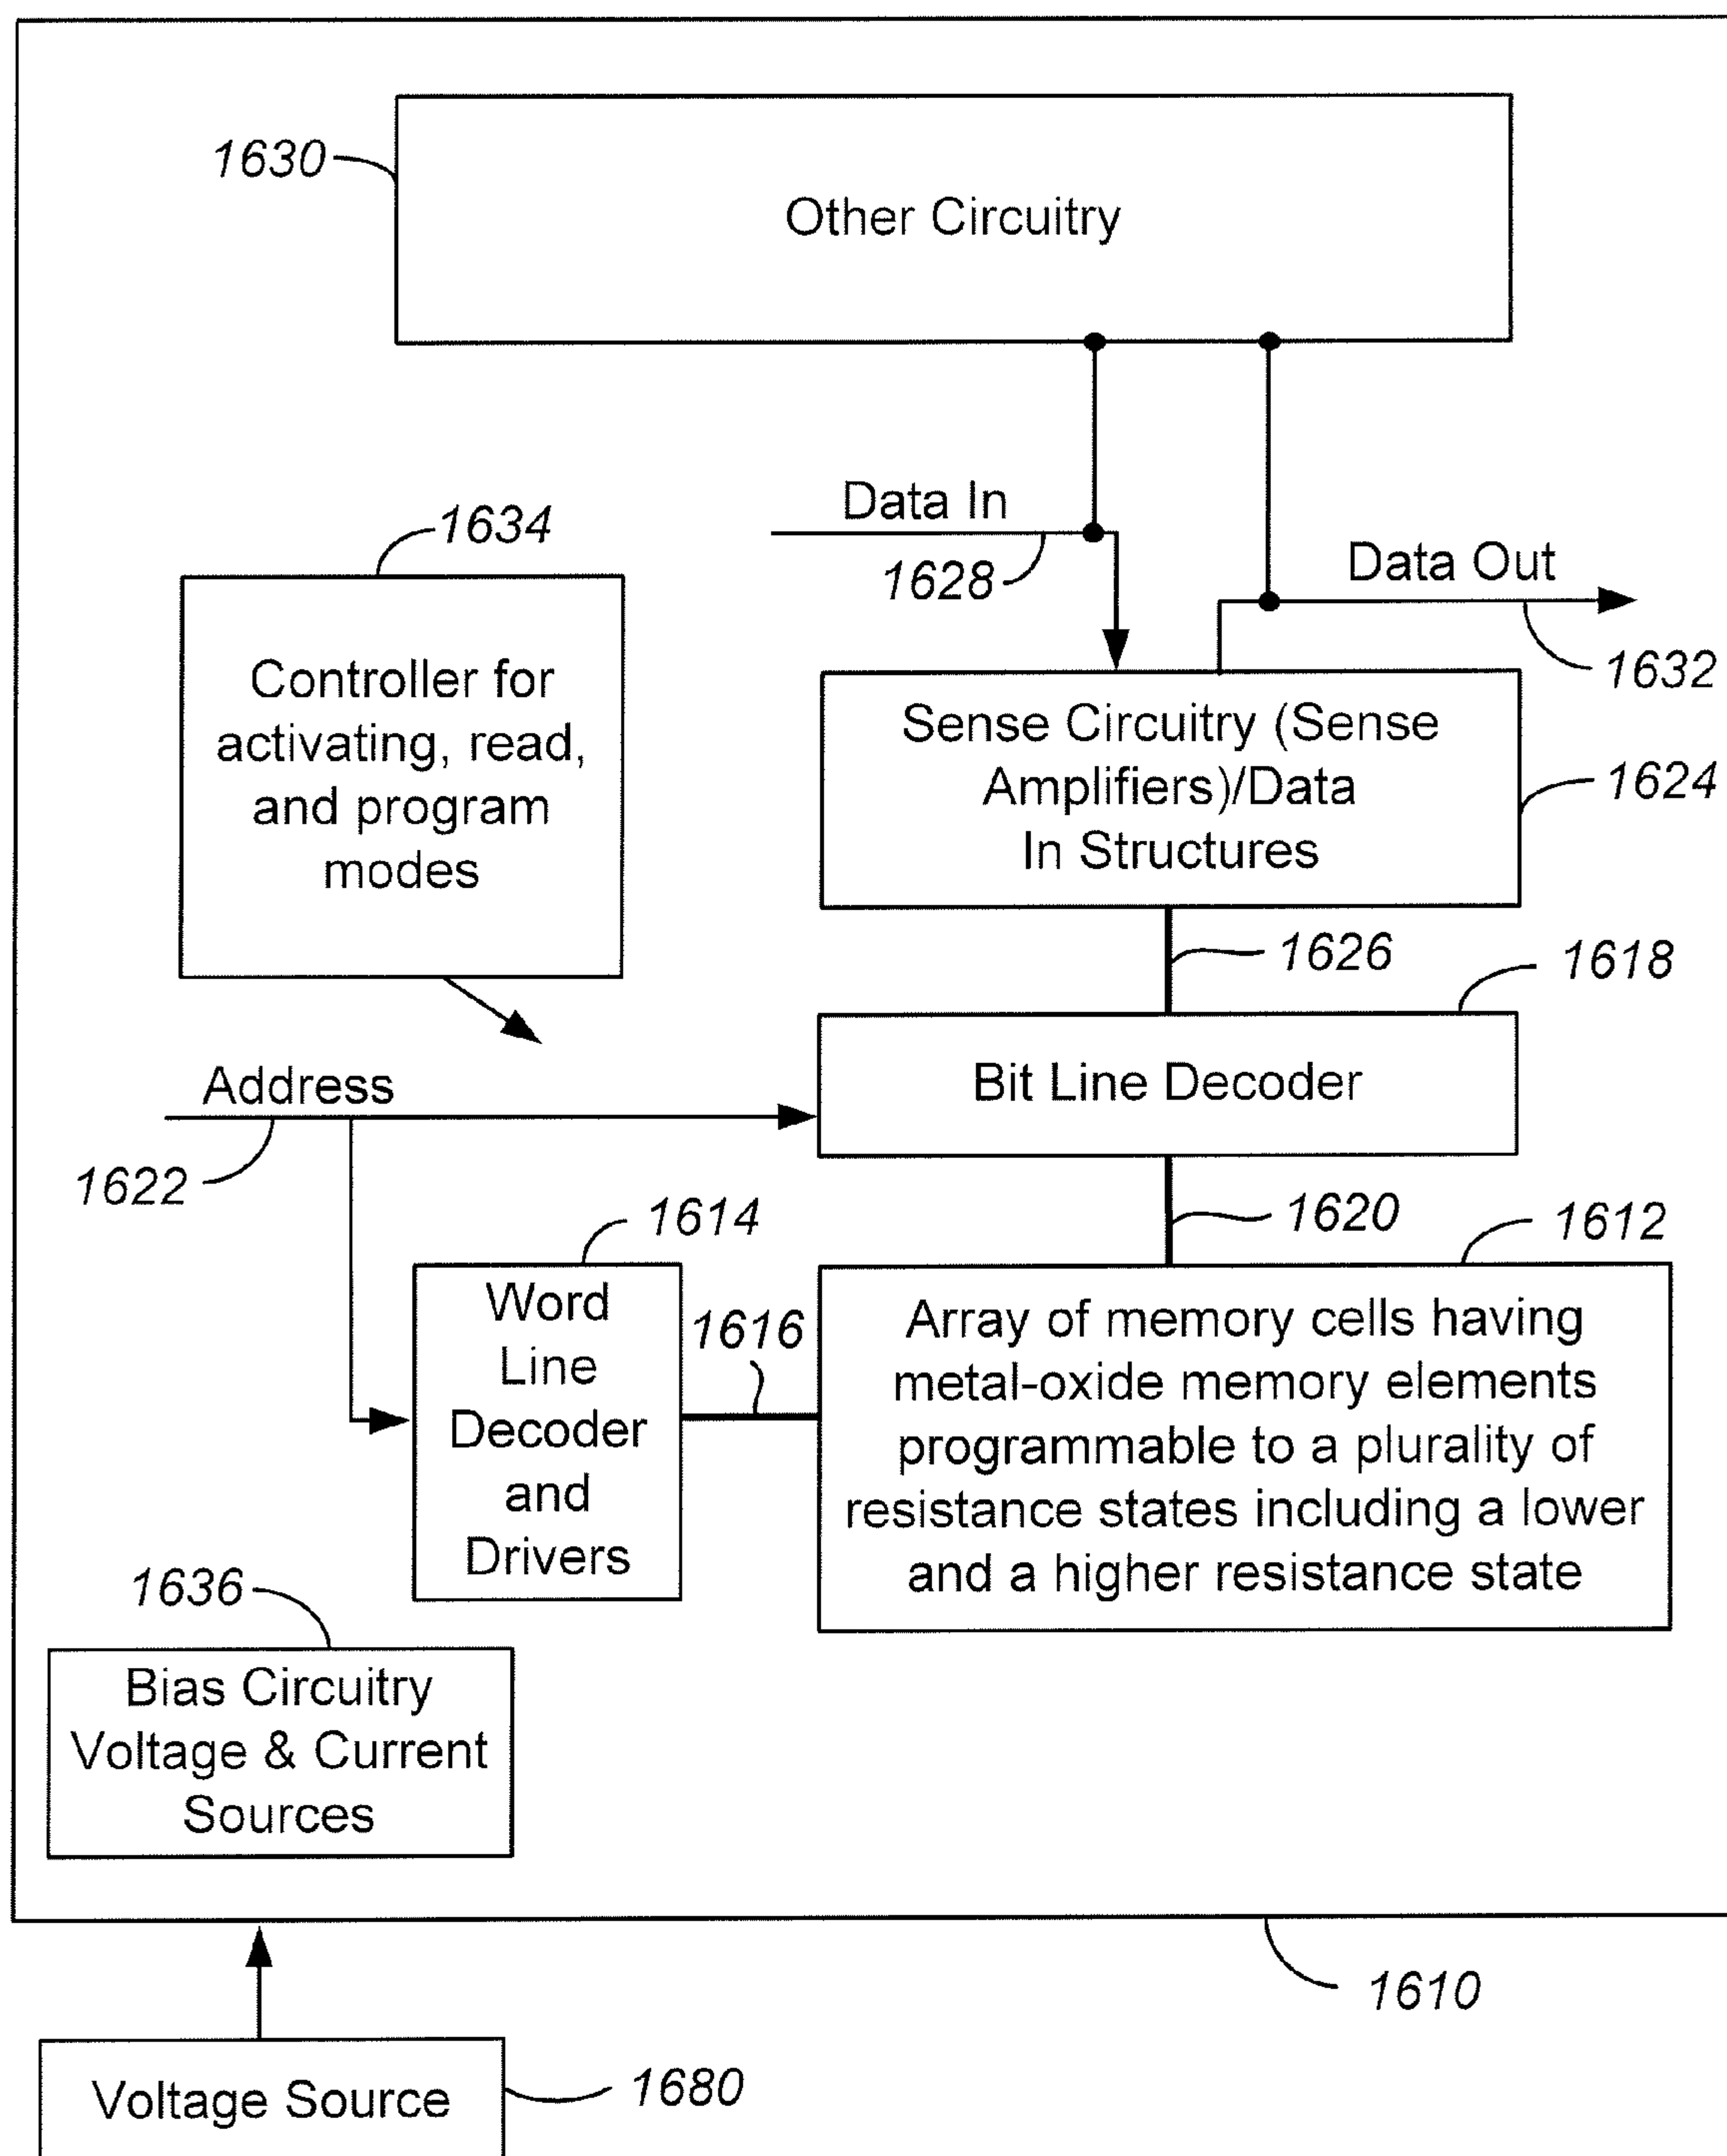 1630
Other Circuitry
Data In
1628
1634
Data Out
1632
Controller for
activating, read,
and program
modes
Sense Circuitry (Sense
Amplifiers)/Data
In Structures
1624
1626
1618
Bit Line Decoder
Address
1622
1620
1614
1612
Word
Line
Decoder
and
Drivers
1616
Array of memory cells having
metal-oxide memory elements
programmable to a plurality of
resistance states including a lower
and a higher resistance state
1636
Bias Circuitry
Voltage & Current
Sources
1610
Voltage Source
1680